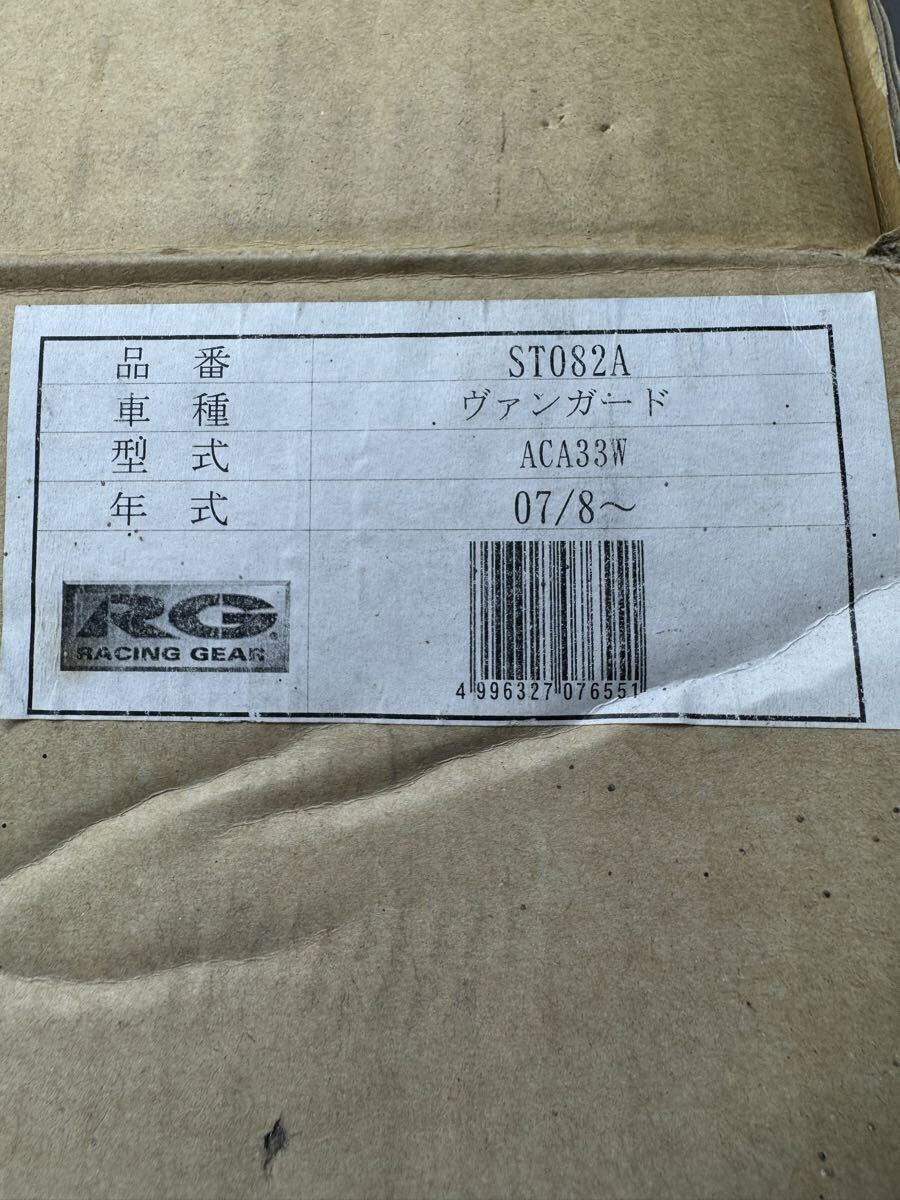 品番 ST082A
車種 ヴァンガード
型式 ACA33W
年式 07/8～
RG®
RACING GEAR
4 996327 076551